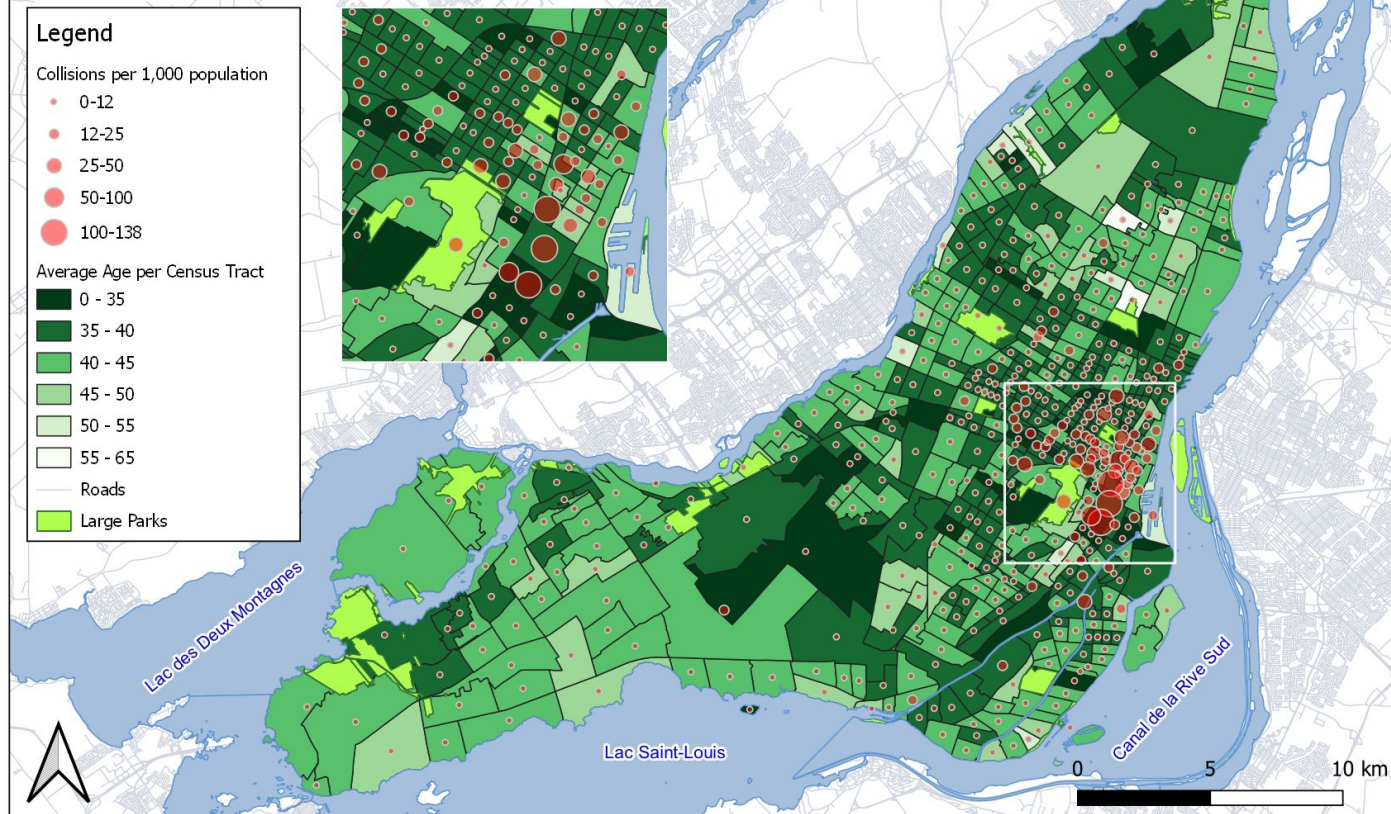 Legend
Collisions per 1,000 population
0-12
12-25
25-50
50-100
100-138
Average Age per Census Tract
0 - 35
35 - 40
40 - 45
45 - 50
50 - 55
55 - 65
Roads
Large Parks
Lac des Deux Montagnes
Lac Saint-Louis
Canal de la Rive Sud
0 5 10 km